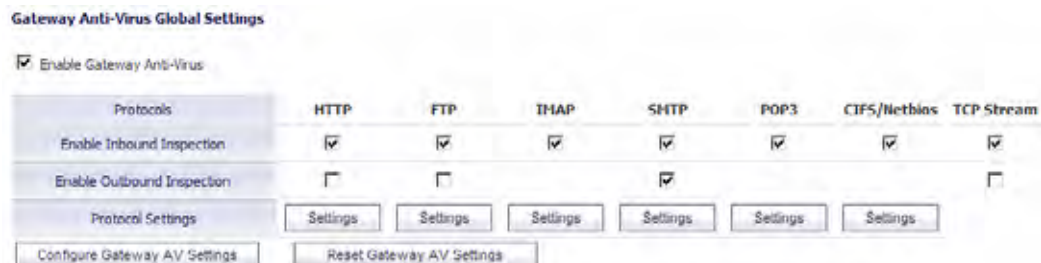 Gateway Anti-Virus Global Settings
Enable Gateway Anti-Virus
Protocols HTTP FTP IMAP SMTP POP3 CIFS/Netbios TCP Stream
Enable Inbound Inspection
Enable Outbound Inspection
Protocol Settings Settings Settings Settings Settings Settings Settings
Configure Gateway AV Settings Reset Gateway AV Settings